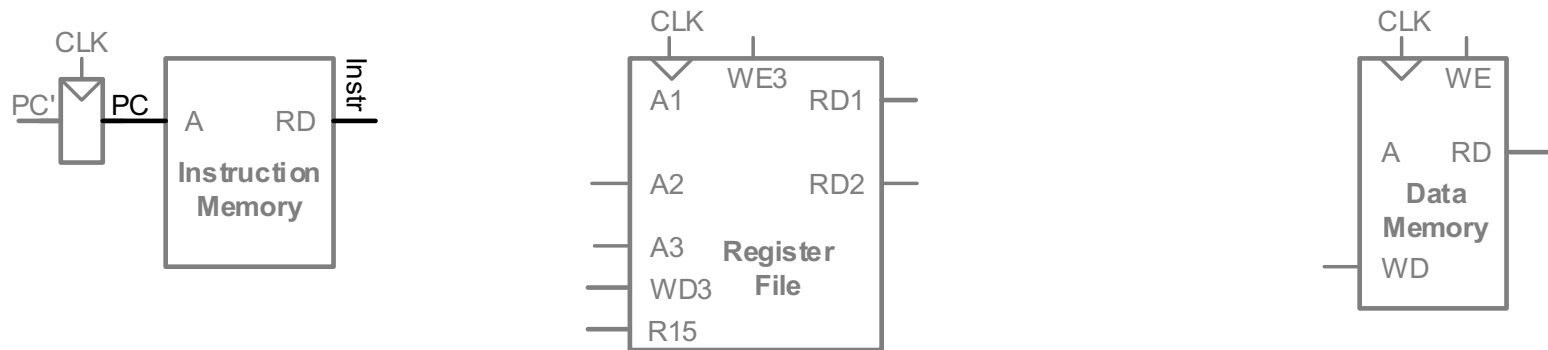 CLK
PC'
PC
A
RD
Instr
Instruction
Memory
CLK
WE3
A1
RD1
A2
RD2
A3
Register
File
WD3
R15
CLK
WE
A
RD
Data
Memory
WD